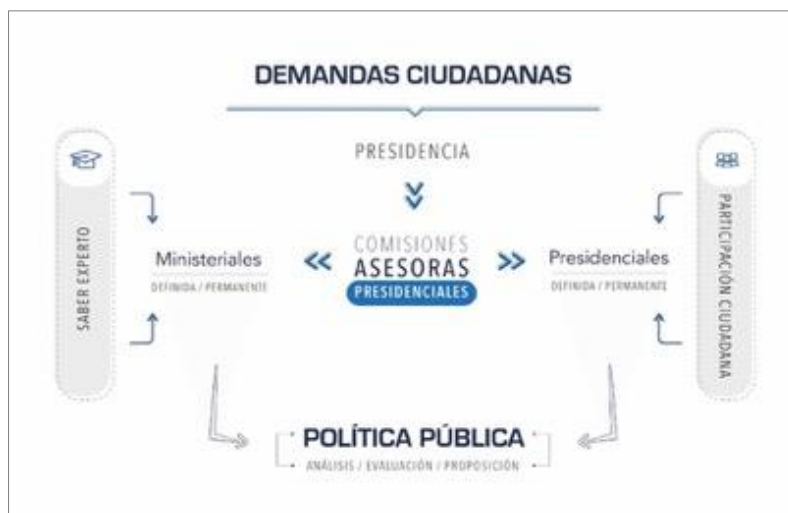 DEMANDAS CIUDADANAS
PRESIDENCIA
SABER EXPERTO
Ministeriales
DEFINIDA / PERMANENTE
COMISIONES
ASESORAS
PRESIDENCIALES
Presidenciales
DEFINIDA / PERMANENTE
PARTICIPACIÓN CIUDADANA
POLÍTICA PÚBLICA
ANÁLISIS / EVALUACIÓN / PROPOSICIÓN